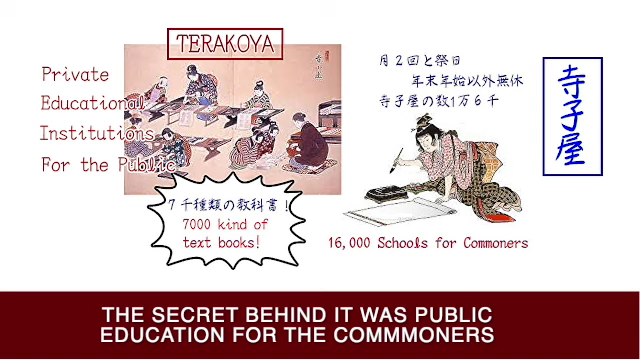 TERAKOYA
Private
Educational
Institutions
For the Public
月2回と祭日
年末年始以外無休
寺子屋の数1万6千
寺子屋
7千種類の教科書!
7000 kind of
text books!
16,000 Schools for Commoners
THE SECRET BEHIND IT WAS PUBLIC
EDUCATION FOR THE COMMMONERS